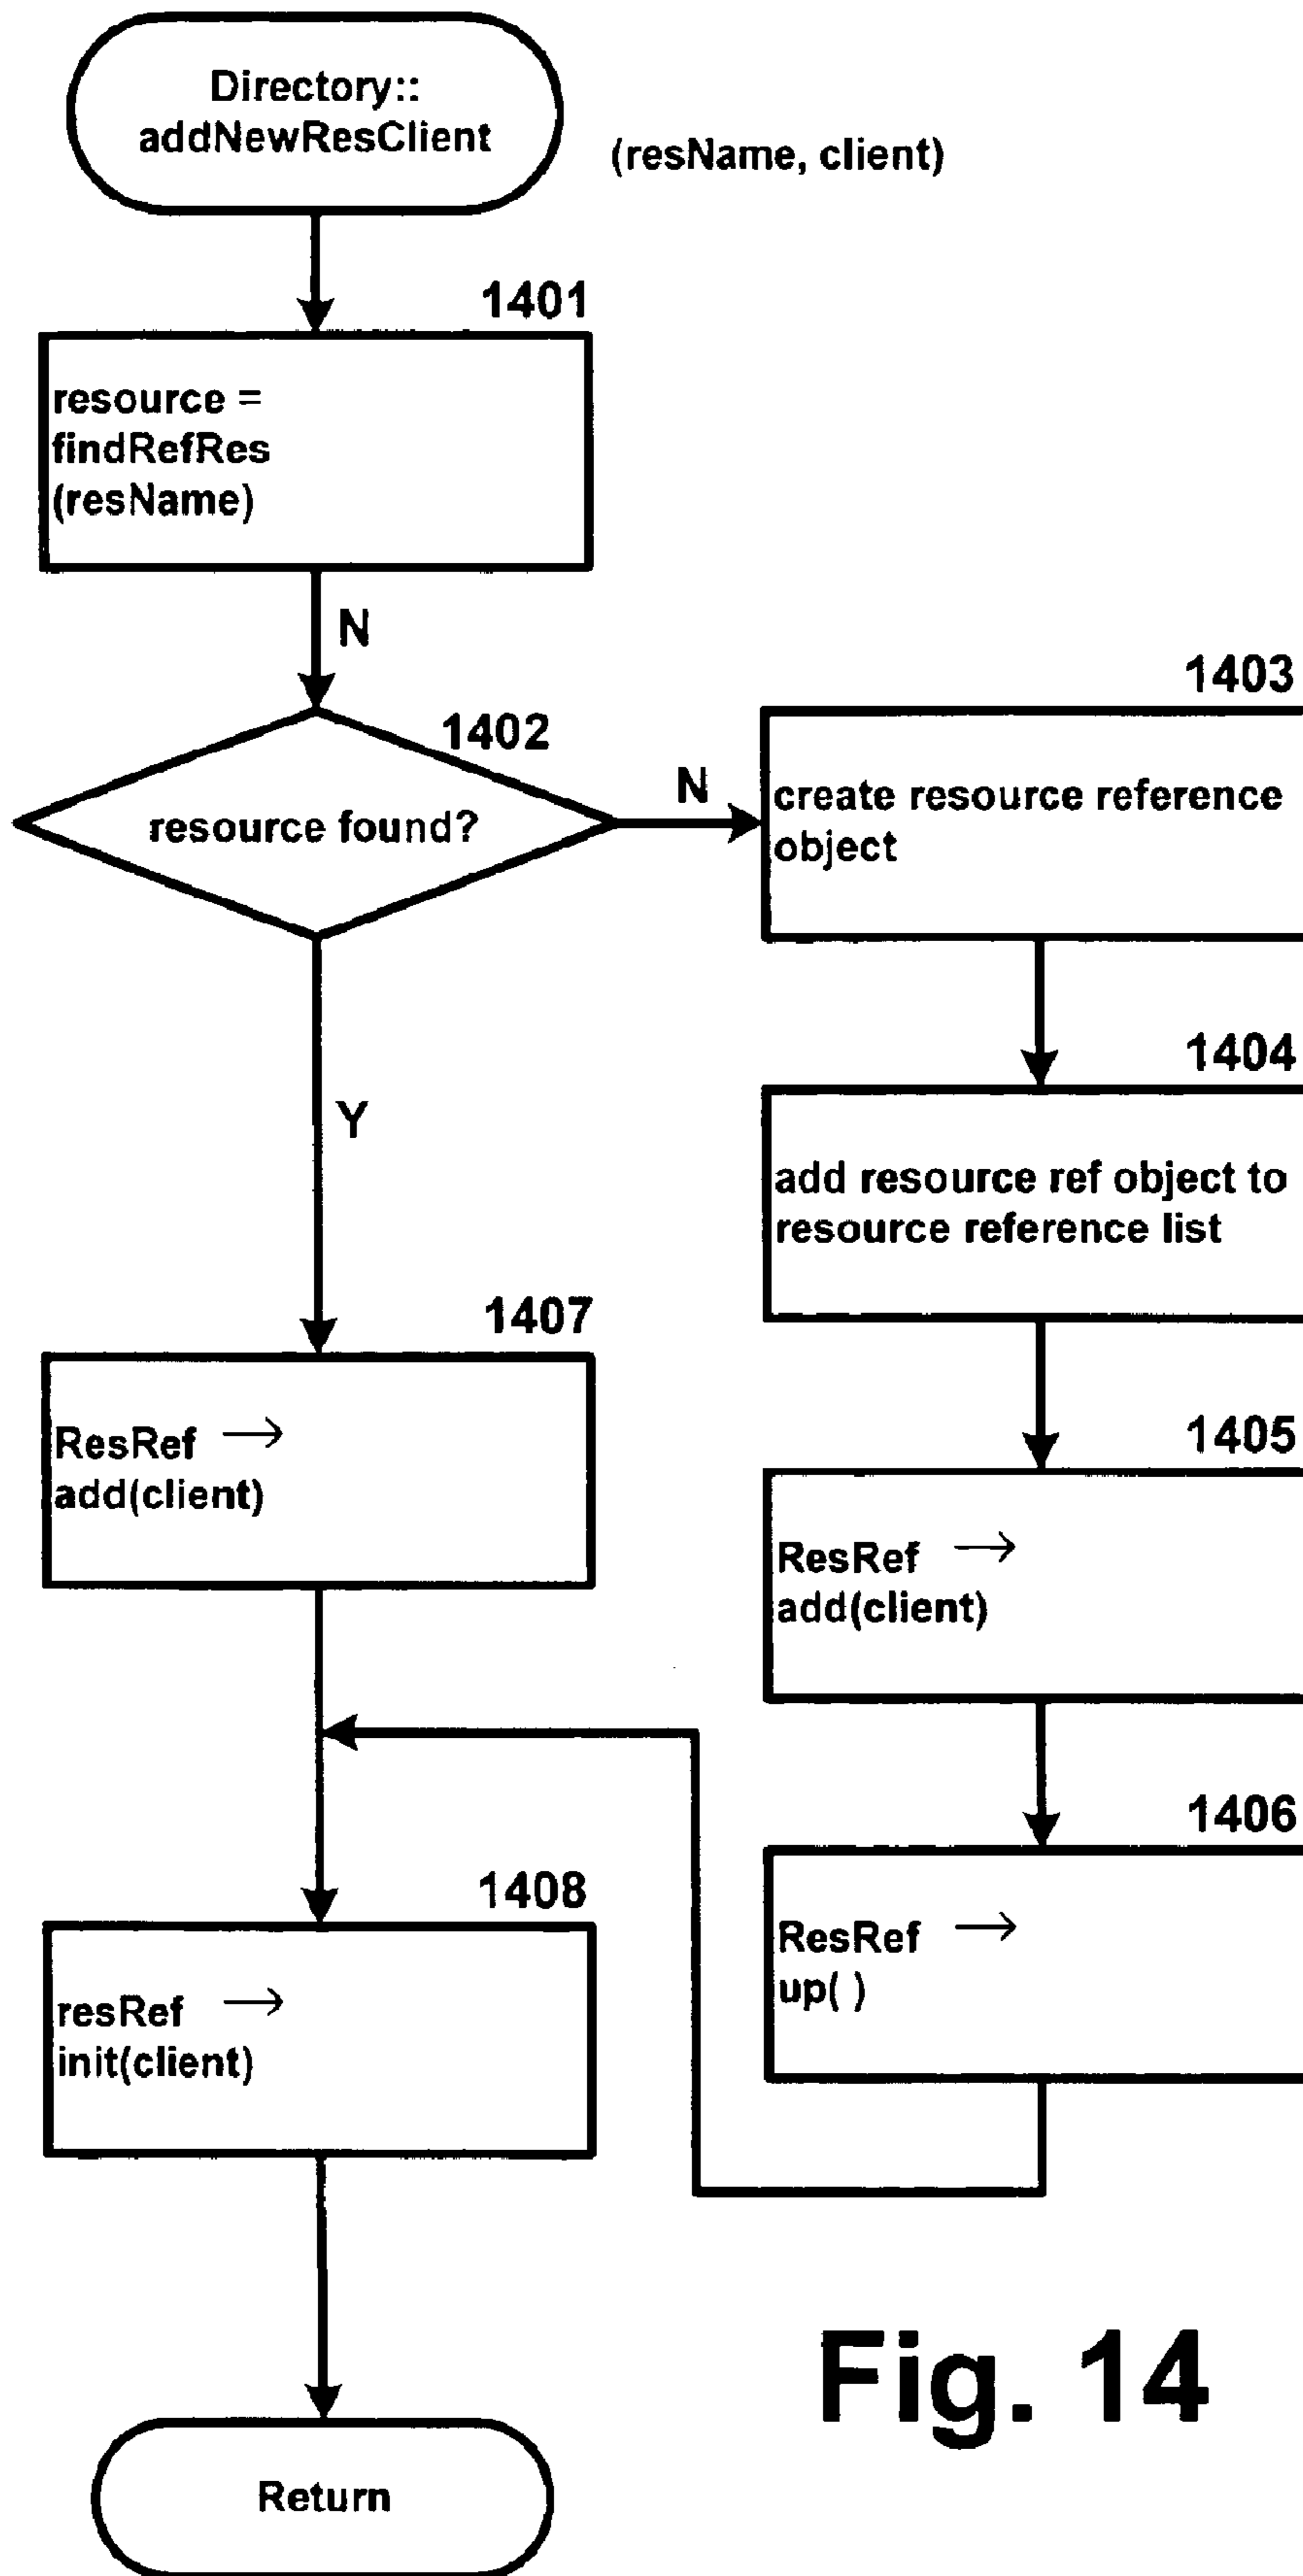 Directory::
addNewResClient
(resName, client)
1401
resource =
findRefRes
(resName)
N
1402
resource found?
N
1403
create resource reference
object
1404
add resource ref object to
resource reference list
Y
1407
ResRef →
add(client)
1405
ResRef →
add(client)
1406
ResRef →
up( )
1408
resRef →
init(client)
Return
Fig. 14